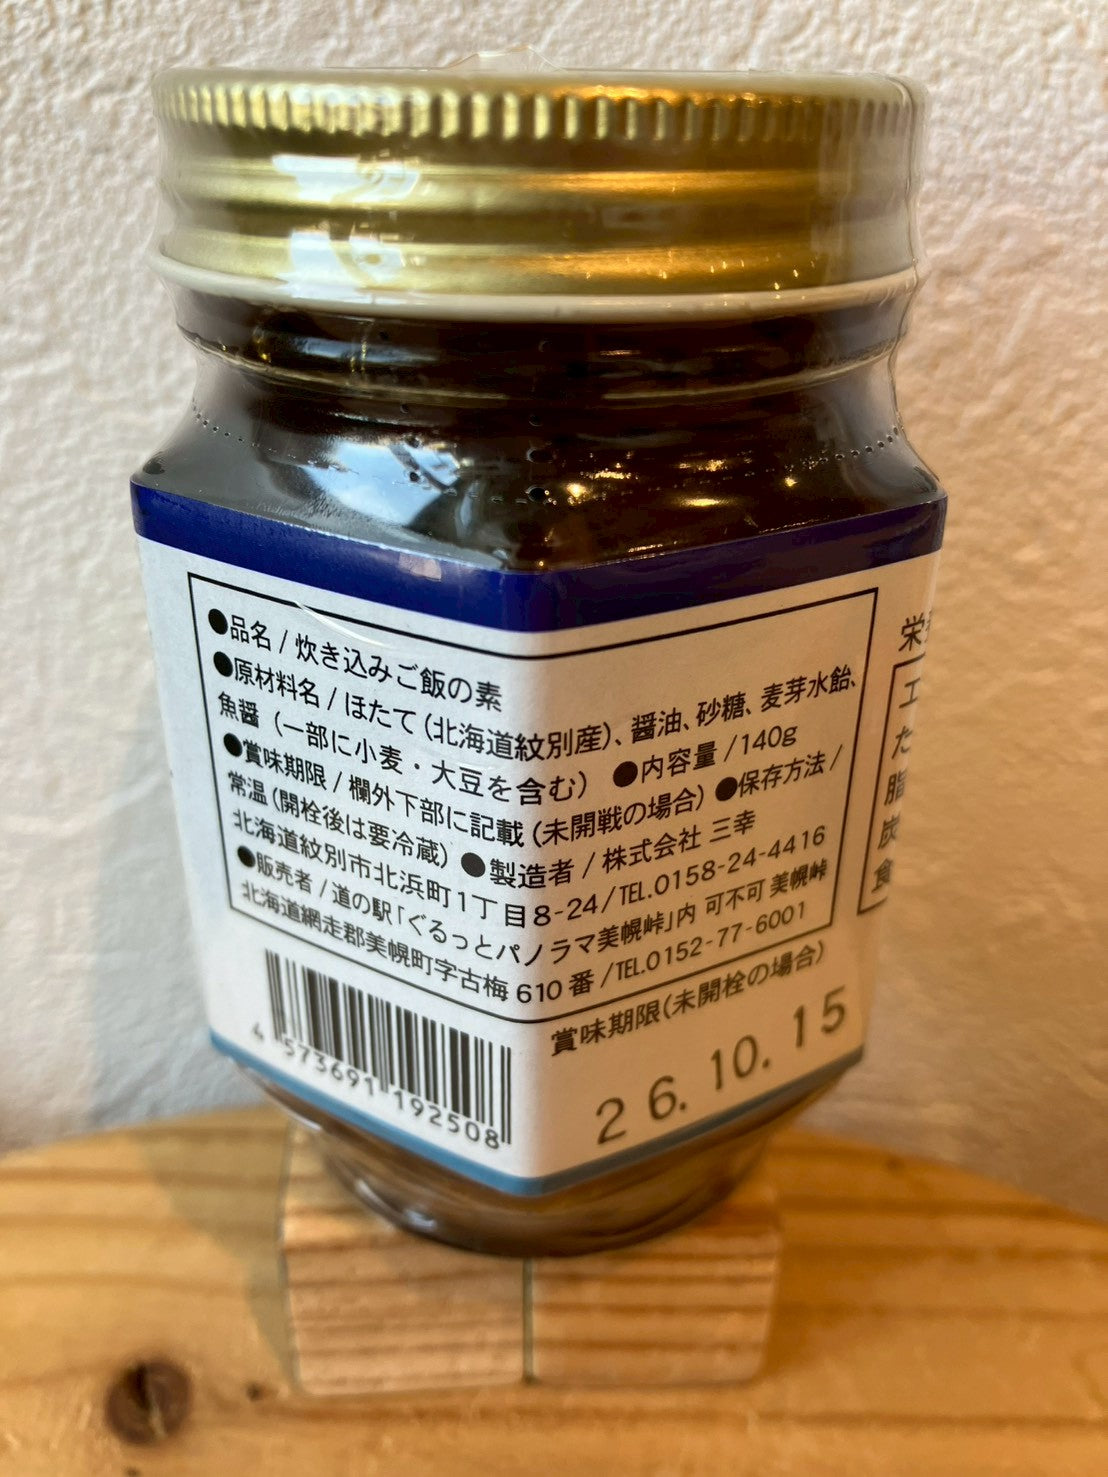 ●品名/炊き込みご飯の素
●原材料名/ほたて(北海道紋別産)、醤油、砂糖、麦芽水飴、
魚醤(一部に小麦・大豆を含む) ●内容量/140g
●賞味期限/欄外下部に記載(未開戦の場合) ●保存方法/
常温(開栓後は要冷蔵) ●製造者/株式会社 三幸
北海道紋別市北浜町1丁目8-24/TEL.0158-24-4416
●販売者/道の駅「ぐるっとパノラマ美幌峠」内 可不可 美幌峠
北海道網走郡美幌町字古梅610番/TEL.0152-77-6001
賞味期限(未開栓の場合)
26.10.15
4 573691 192508
栄
エ
た
脂
炭
食